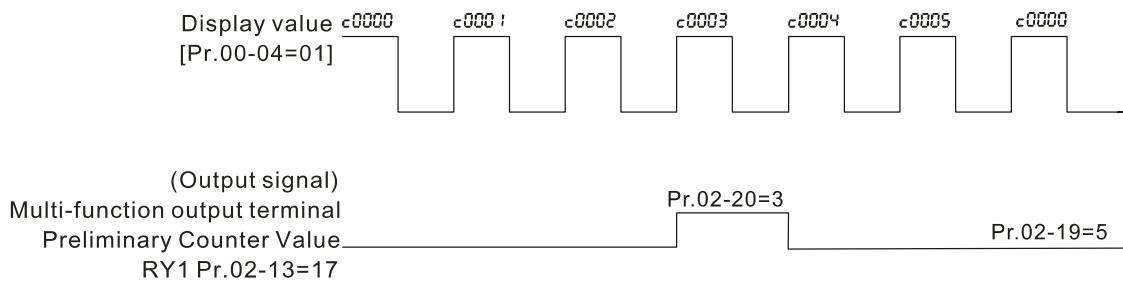 Display value c0000 c0001 c0002 c0003 c0004 c0005 c0000
[Pr.00-04=01]
(Output signal)
Multi-function output terminal Pr.02-20=3
Preliminary Counter Value Pr.02-19=5
RY1 Pr.02-13=17